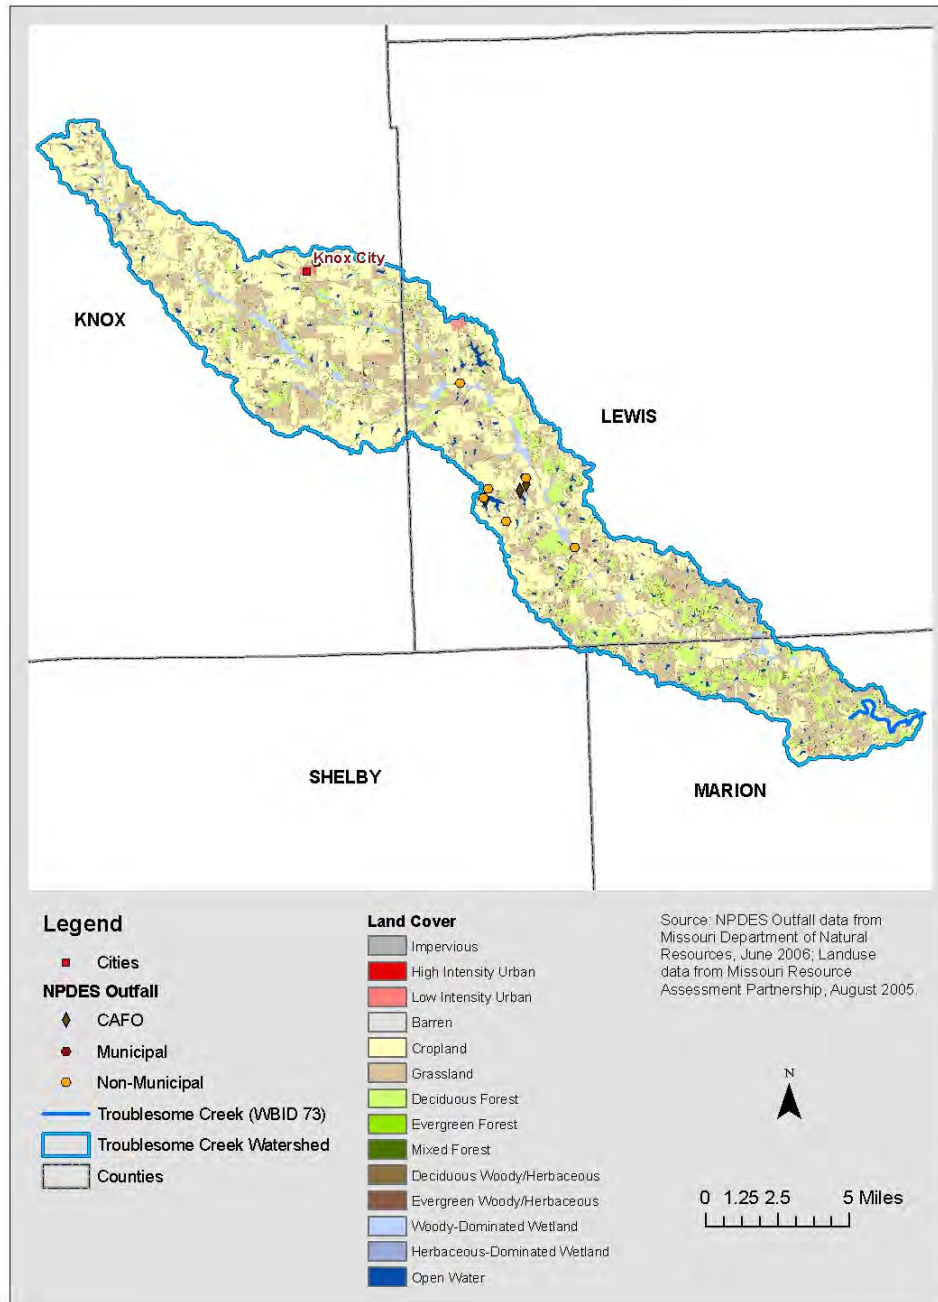 Knox City
KNOX
LEWIS
SHELBY
MARION
Legend
Cities
NPDES Outfall
CAFO
Municipal
Non-Municipal
Troublesome Creek (WBID 73)
Troublesome Creek Watershed
Counties
Land Cover
Impervious
High Intensity Urban
Low Intensity Urban
Barren
Cropland
Grassland
Deciduous Forest
Evergreen Forest
Mixed Forest
Deciduous Woody/Herbaceous
Evergreen Woody/Herbaceous
Woody-Dominated Wetland
Herbaceous-Dominated Wetland
Open Water
Source: NPDES Outfall data from
Missouri Department of Natural
Resources, June 2006; Landuse
data from Missouri Resource
Assessment Partnership, August 2005.
N
0 1.25 2.5 5 Miles